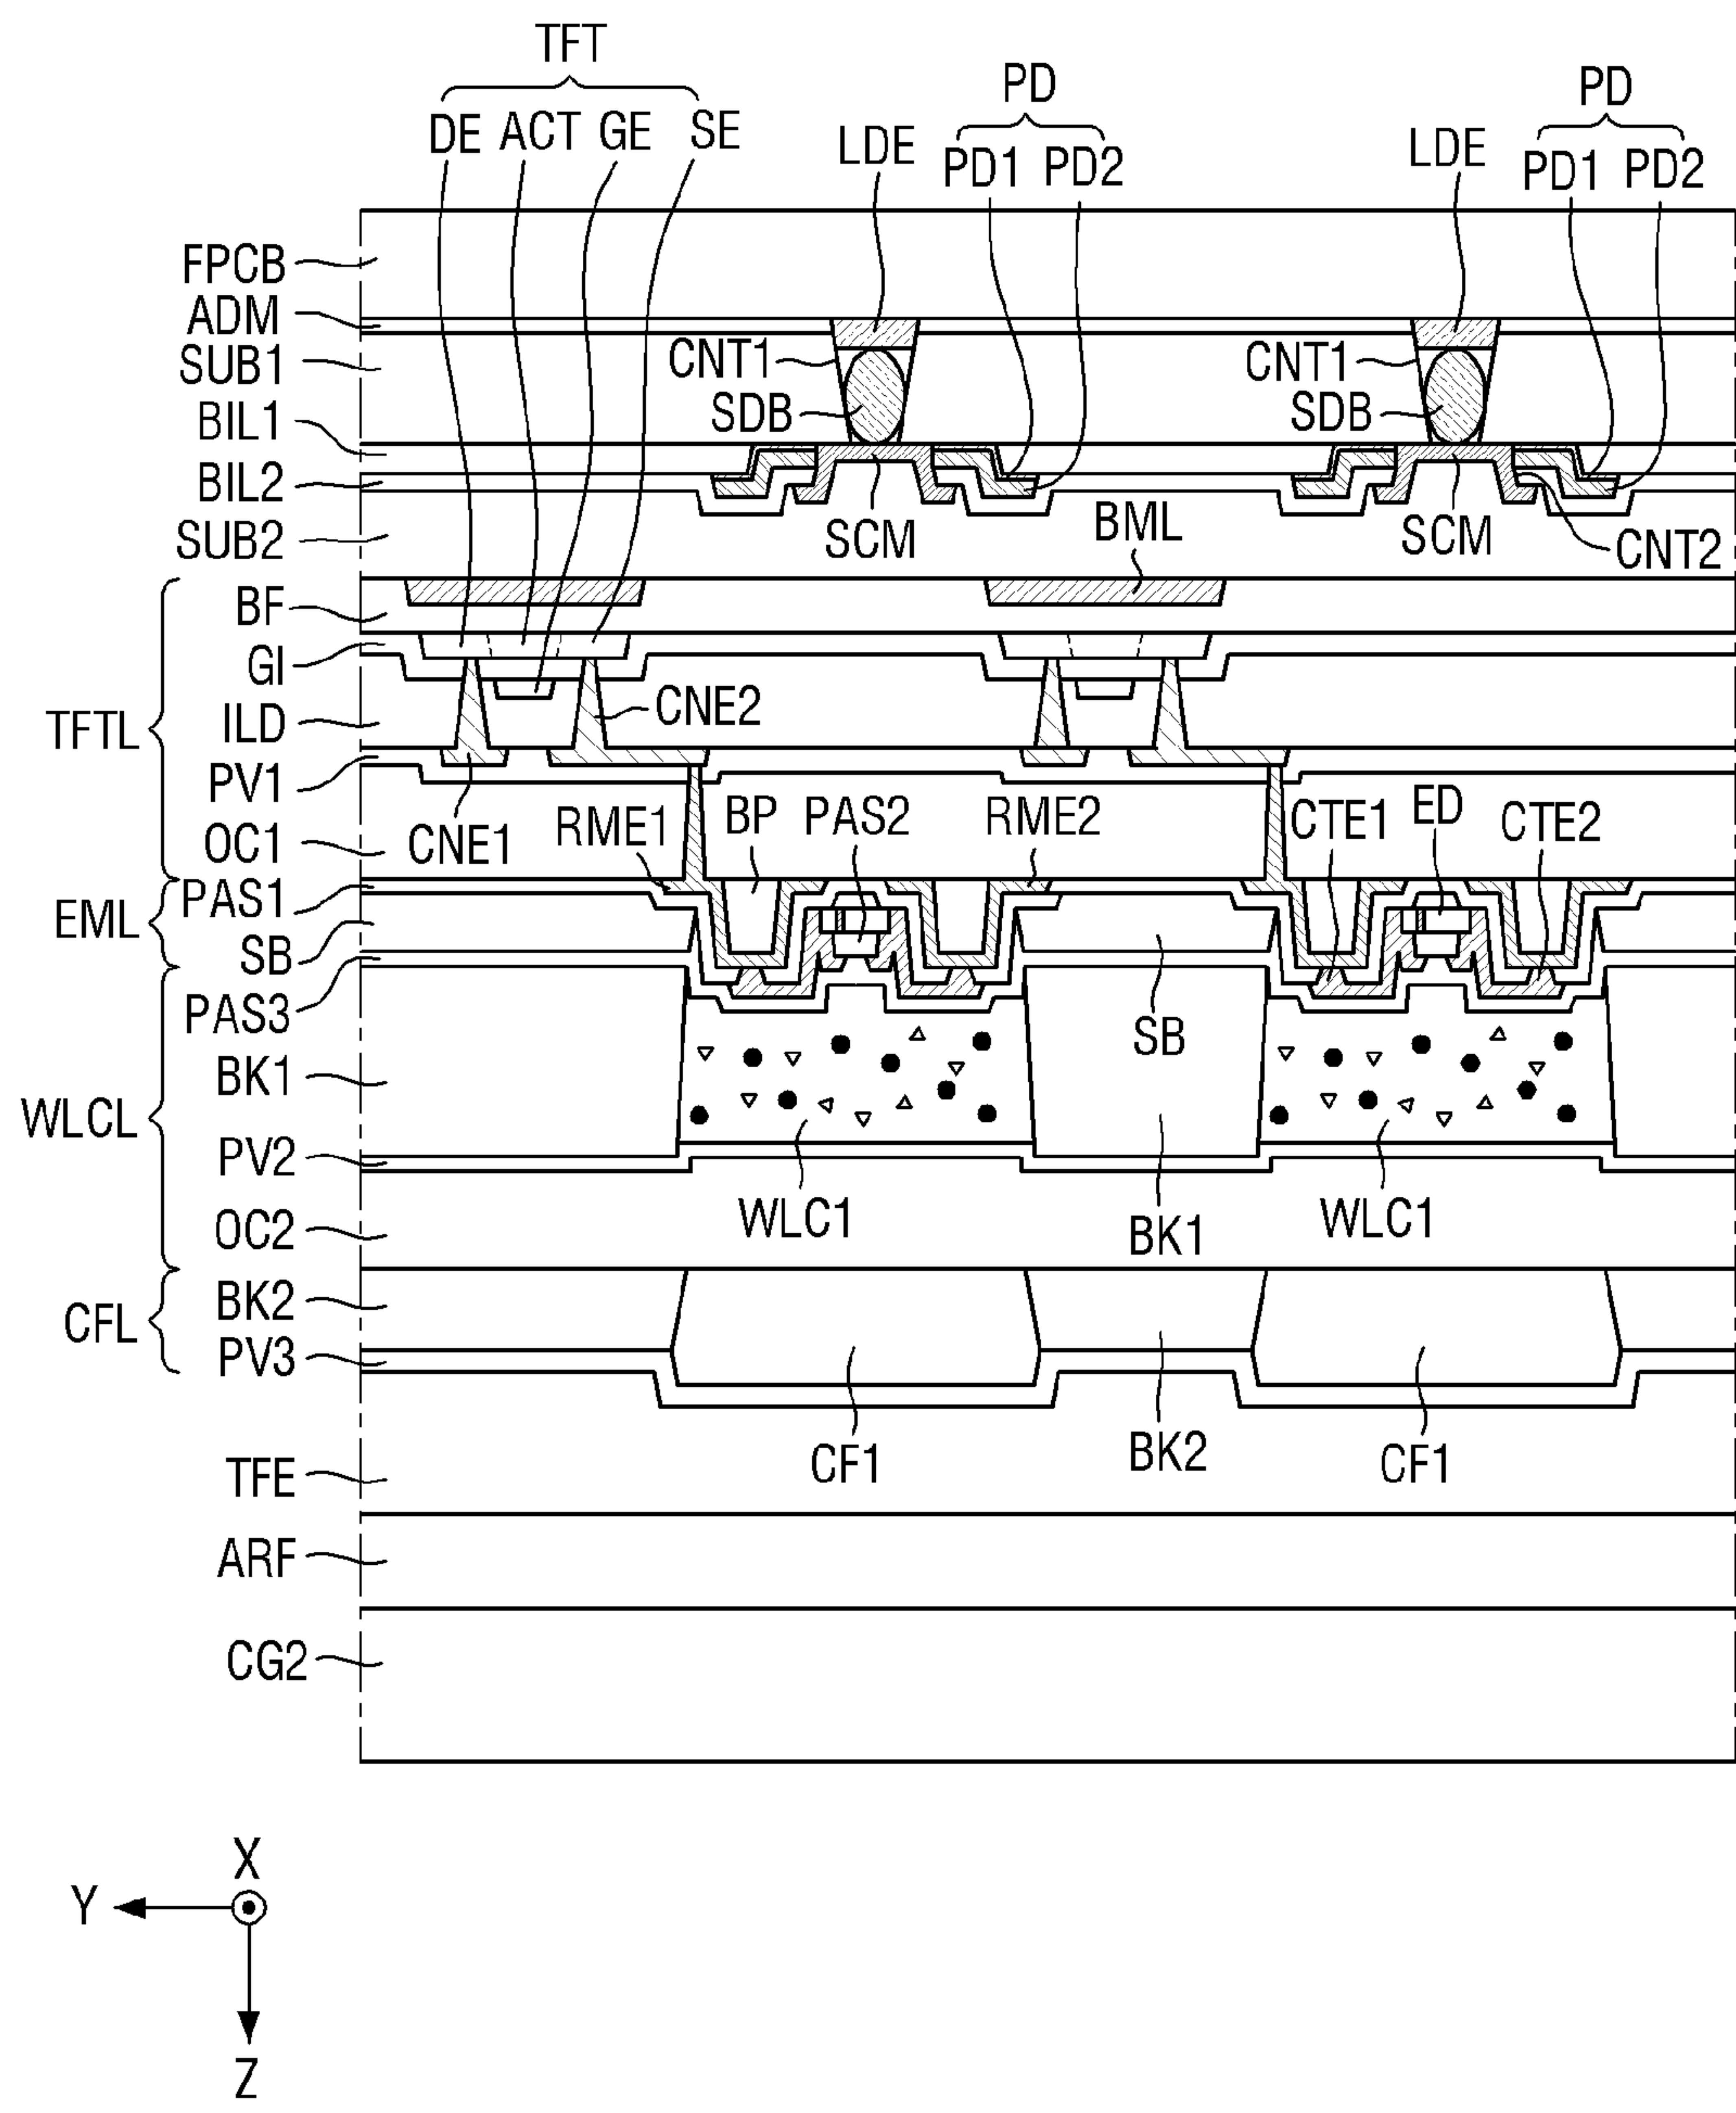 TFT
DE ACT GE SE
LDE
PD
PD1 PD2
LDE
PD
PD1 PD2
FPCB
ADM
SUB1
CNT1
CNT1
SDB
SDB
BIL1
BIL2
SUB2
SCM
BML
SCM
CNT2
BF
GI
TFTL
ILD
CNE2
PV1
OC1
CNE1
RME1
BP
PAS2
RME2
CTE1
ED
CTE2
EML
PAS1
SB
PAS3
SB
WLCL
BK1
PV2
OC2
WLC1
BK1
WLC1
CFL
BK2
PV3
CF1
BK2
CF1
TFE
ARF
CG2
X
Y
Z